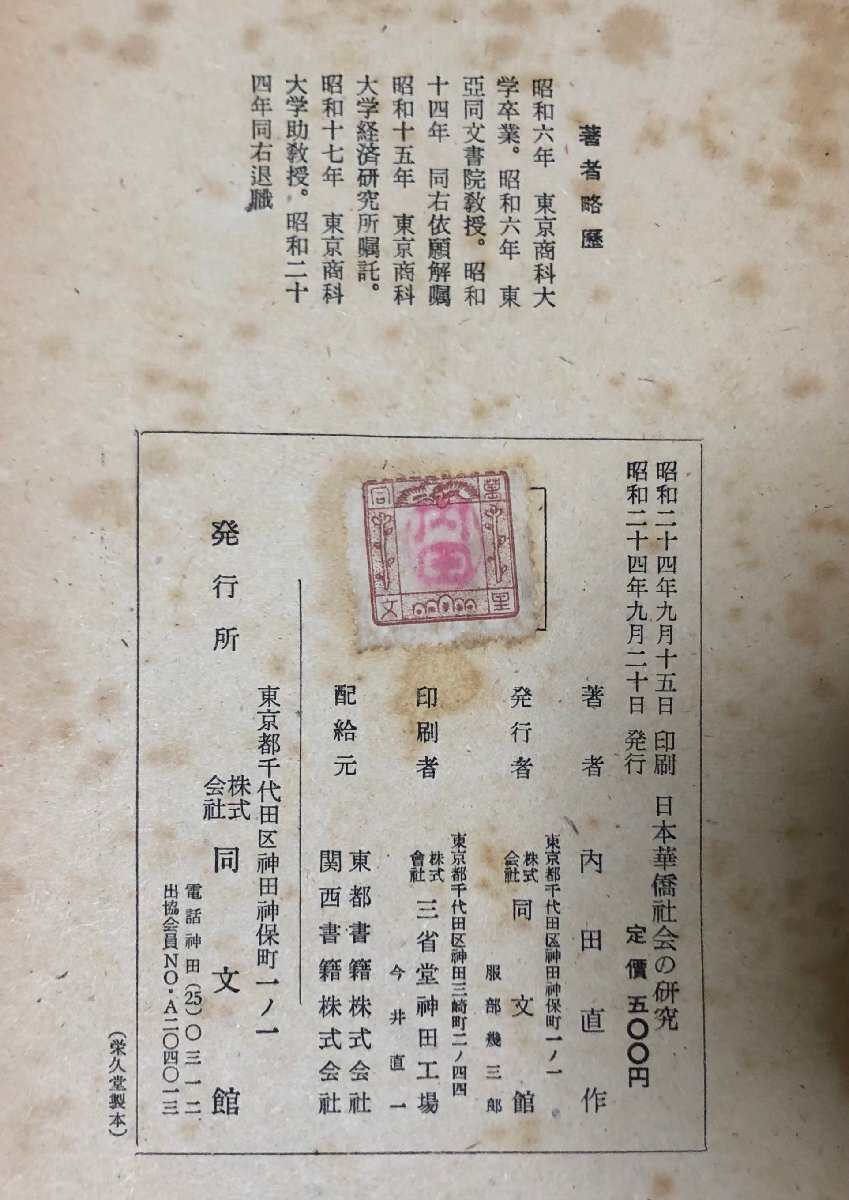 著者略歴
昭和六年　東京商科大
学卒業。昭和六年　東
亞同文書院教授。昭和
十四年　同右依願解嘱
昭和十五年　東京商科
大学経済研究所嘱託。
昭和十七年　東京商科
大学助教授。昭和二十
四年同右退職
昭和二十四年九月十五日　印刷
昭和二十四年九月二十日　発行
日本華僑社会の研究
定價　五〇〇円
著者　内田直作
東京都千代田区神田神保町一ノ一
発行者　株式会社　同文館
服部幾三郎
東京都千代田区神田三崎町二ノ四四
印刷者　株式會社　三省堂神田工場
今井直一
配給元　東都書籍株式会社
関西書籍株式会社
東京都千代田区神田神保町一ノ一
発行所　株式会社　同文館
電話神田(25)〇三一二
出協会員NO・A二〇四〇一三
(栄久堂製本)
内田